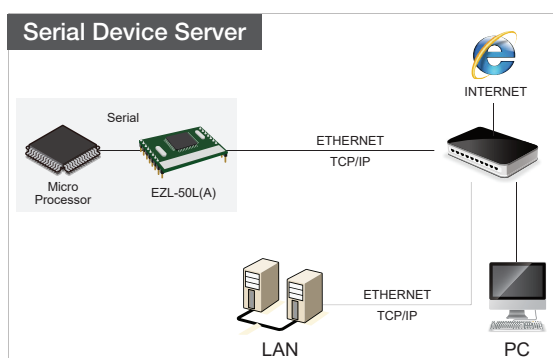 Serial Device Server
INTERNET
Serial
ETHERNET
TCP/IP
Micro
Processor
EZL-50L(A)
ETHERNET
TCP/IP
LAN
PC